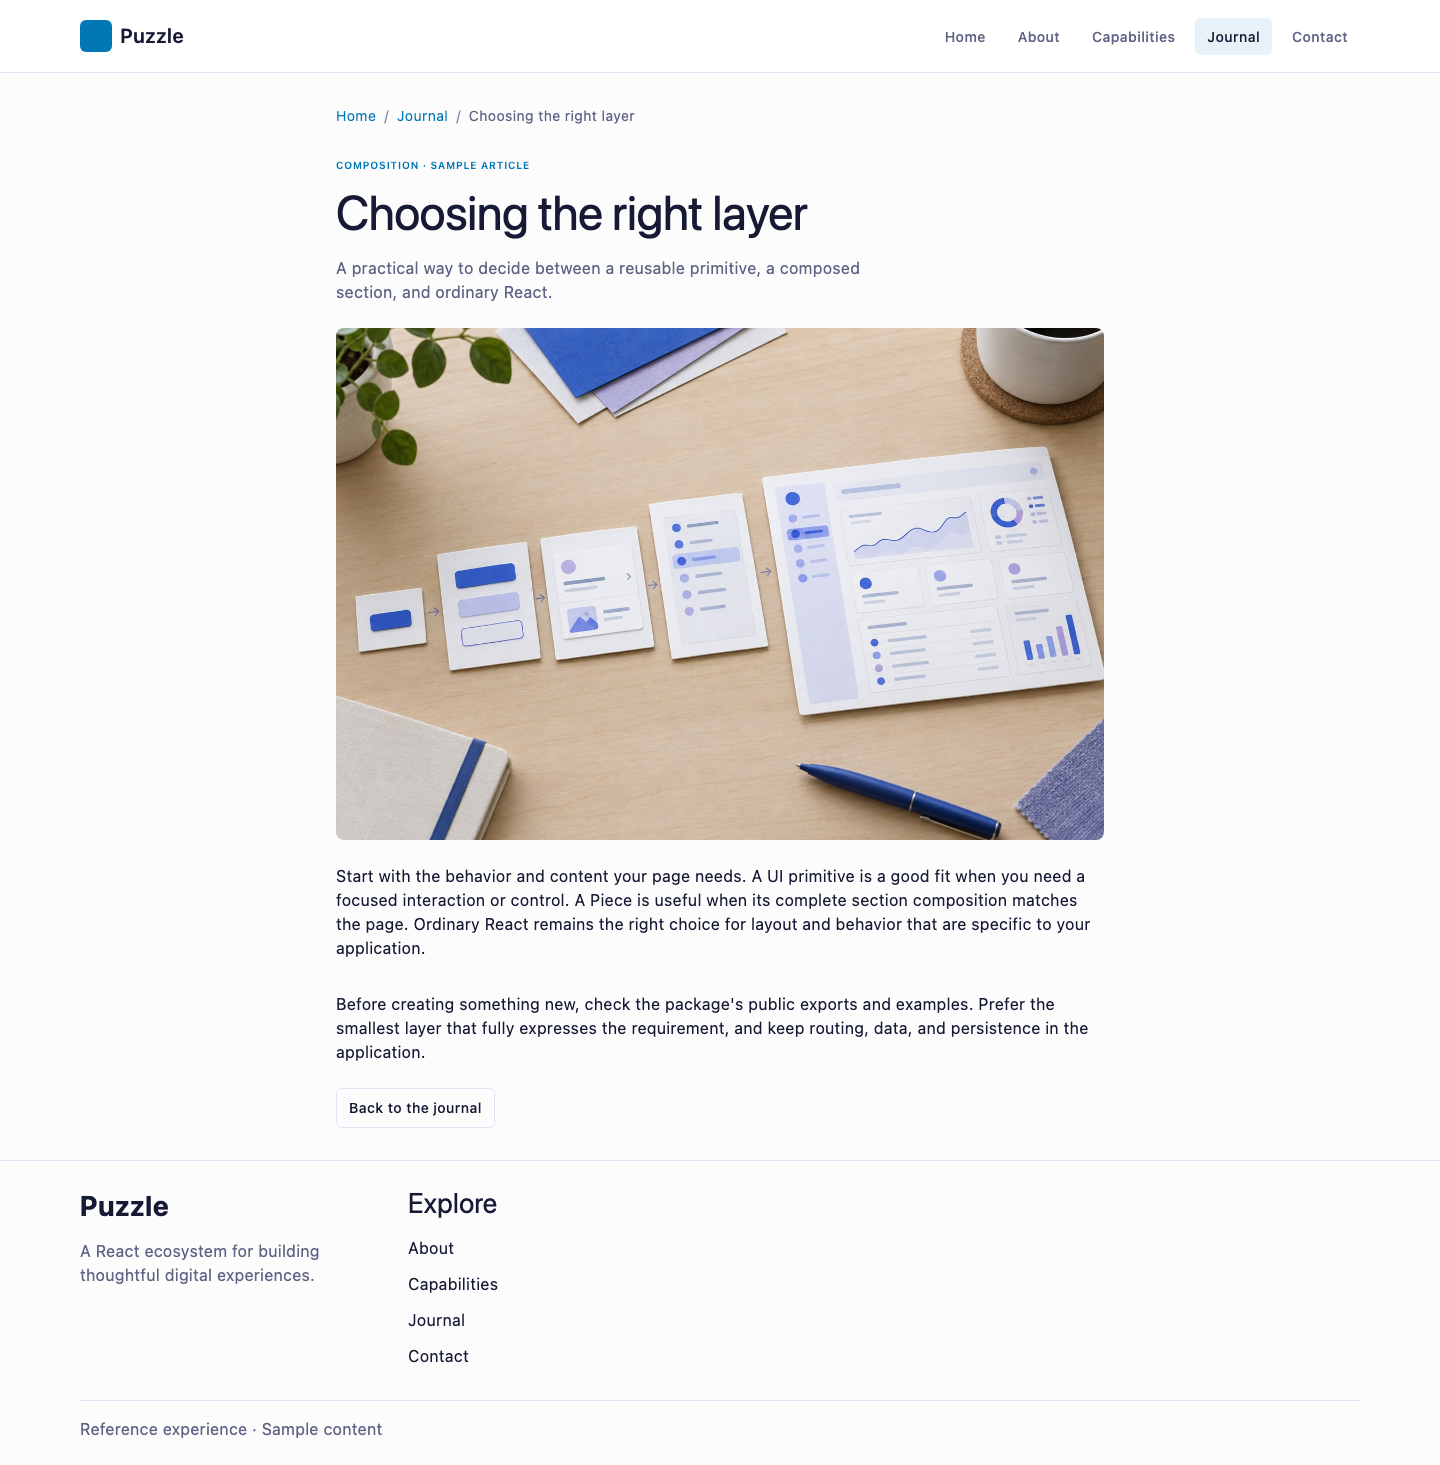 Puzzle
Home
About
Capabilities
Journal
Contact
Home / Journal / Choosing the right layer
COMPOSITION · SAMPLE ARTICLE
Choosing the right layer
A practical way to decide between a reusable primitive, a composed
section, and ordinary React.
Start with the behavior and content your page needs. A UI primitive is a good fit when you need a
focused interaction or control. A Piece is useful when its complete section composition matches
the page. Ordinary React remains the right choice for layout and behavior that are specific to your
application.
Before creating something new, check the package's public exports and examples. Prefer the
smallest layer that fully expresses the requirement, and keep routing, data, and persistence in the
application.
Back to the journal
Puzzle
A React ecosystem for building
thoughtful digital experiences.
Explore
About
Capabilities
Journal
Contact
Reference experience · Sample content